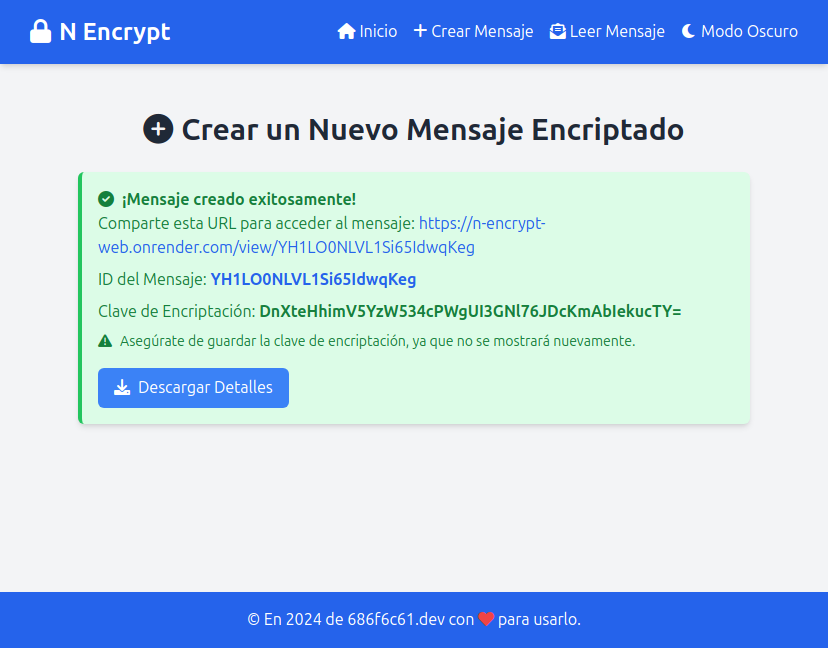 N Encrypt
Inicio
Crear Mensaje
Leer Mensaje
Modo Oscuro
Crear un Nuevo Mensaje Encriptado
¡Mensaje creado exitosamente!
Comparte esta URL para acceder al mensaje: https://n-encrypt-
web.onrender.com/view/YH1LO0NLVL1Si65IdwqKeg
ID del Mensaje: YH1LO0NLVL1Si65IdwqKeg
Clave de Encriptación: DnXteHhimV5YzW534cPWgUI3GNl76JDcKmAbIekucTY=
Asegúrate de guardar la clave de encriptación, ya que no se mostrará nuevamente.
Descargar Detalles
© En 2024 de 686f6c61.dev con ❤ para usarlo.